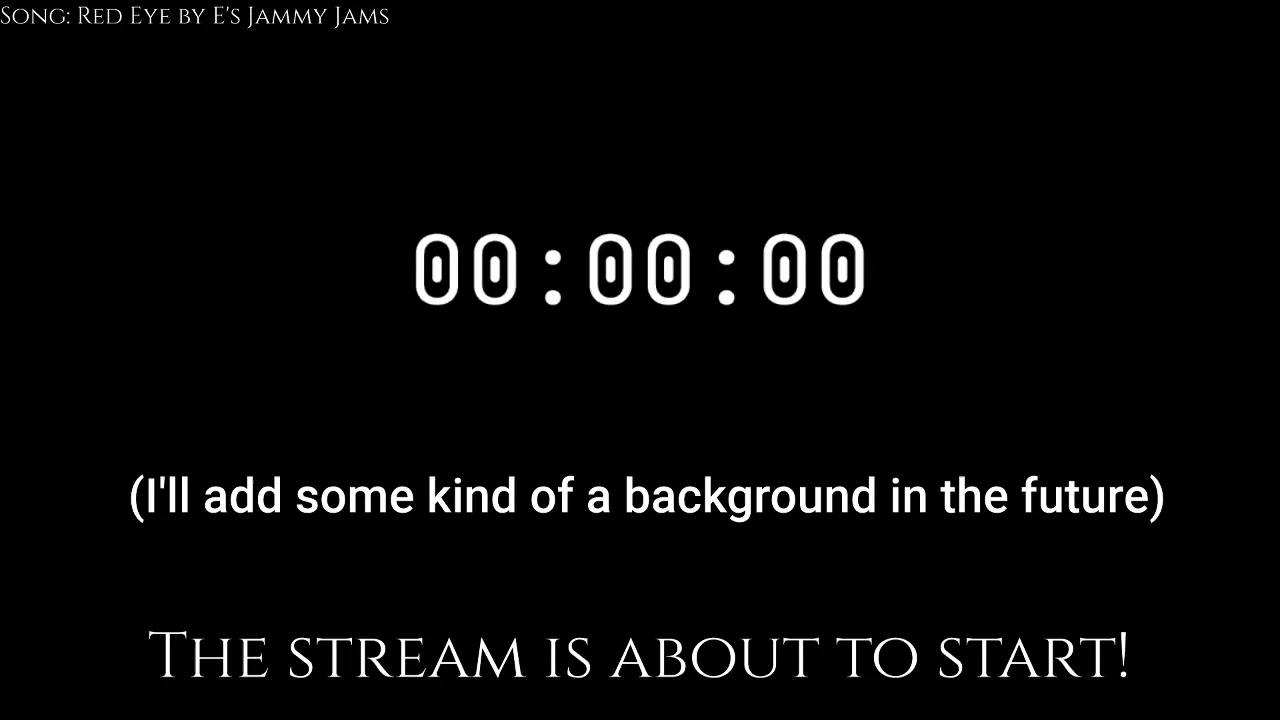 Song: Red Eye by E's Jammy Jams
00:00:00
(I'll add some kind of a background in the future)
The stream is about to start!